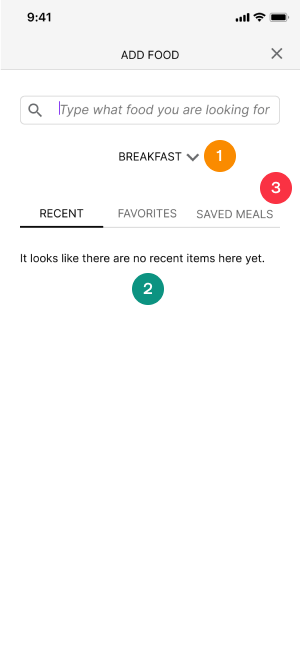 9:41
ADD FOOD
Type what food you are looking for
BREAKFAST 1
3
RECENT FAVORITES SAVED MEALS
It looks like there are no recent items here yet.
2